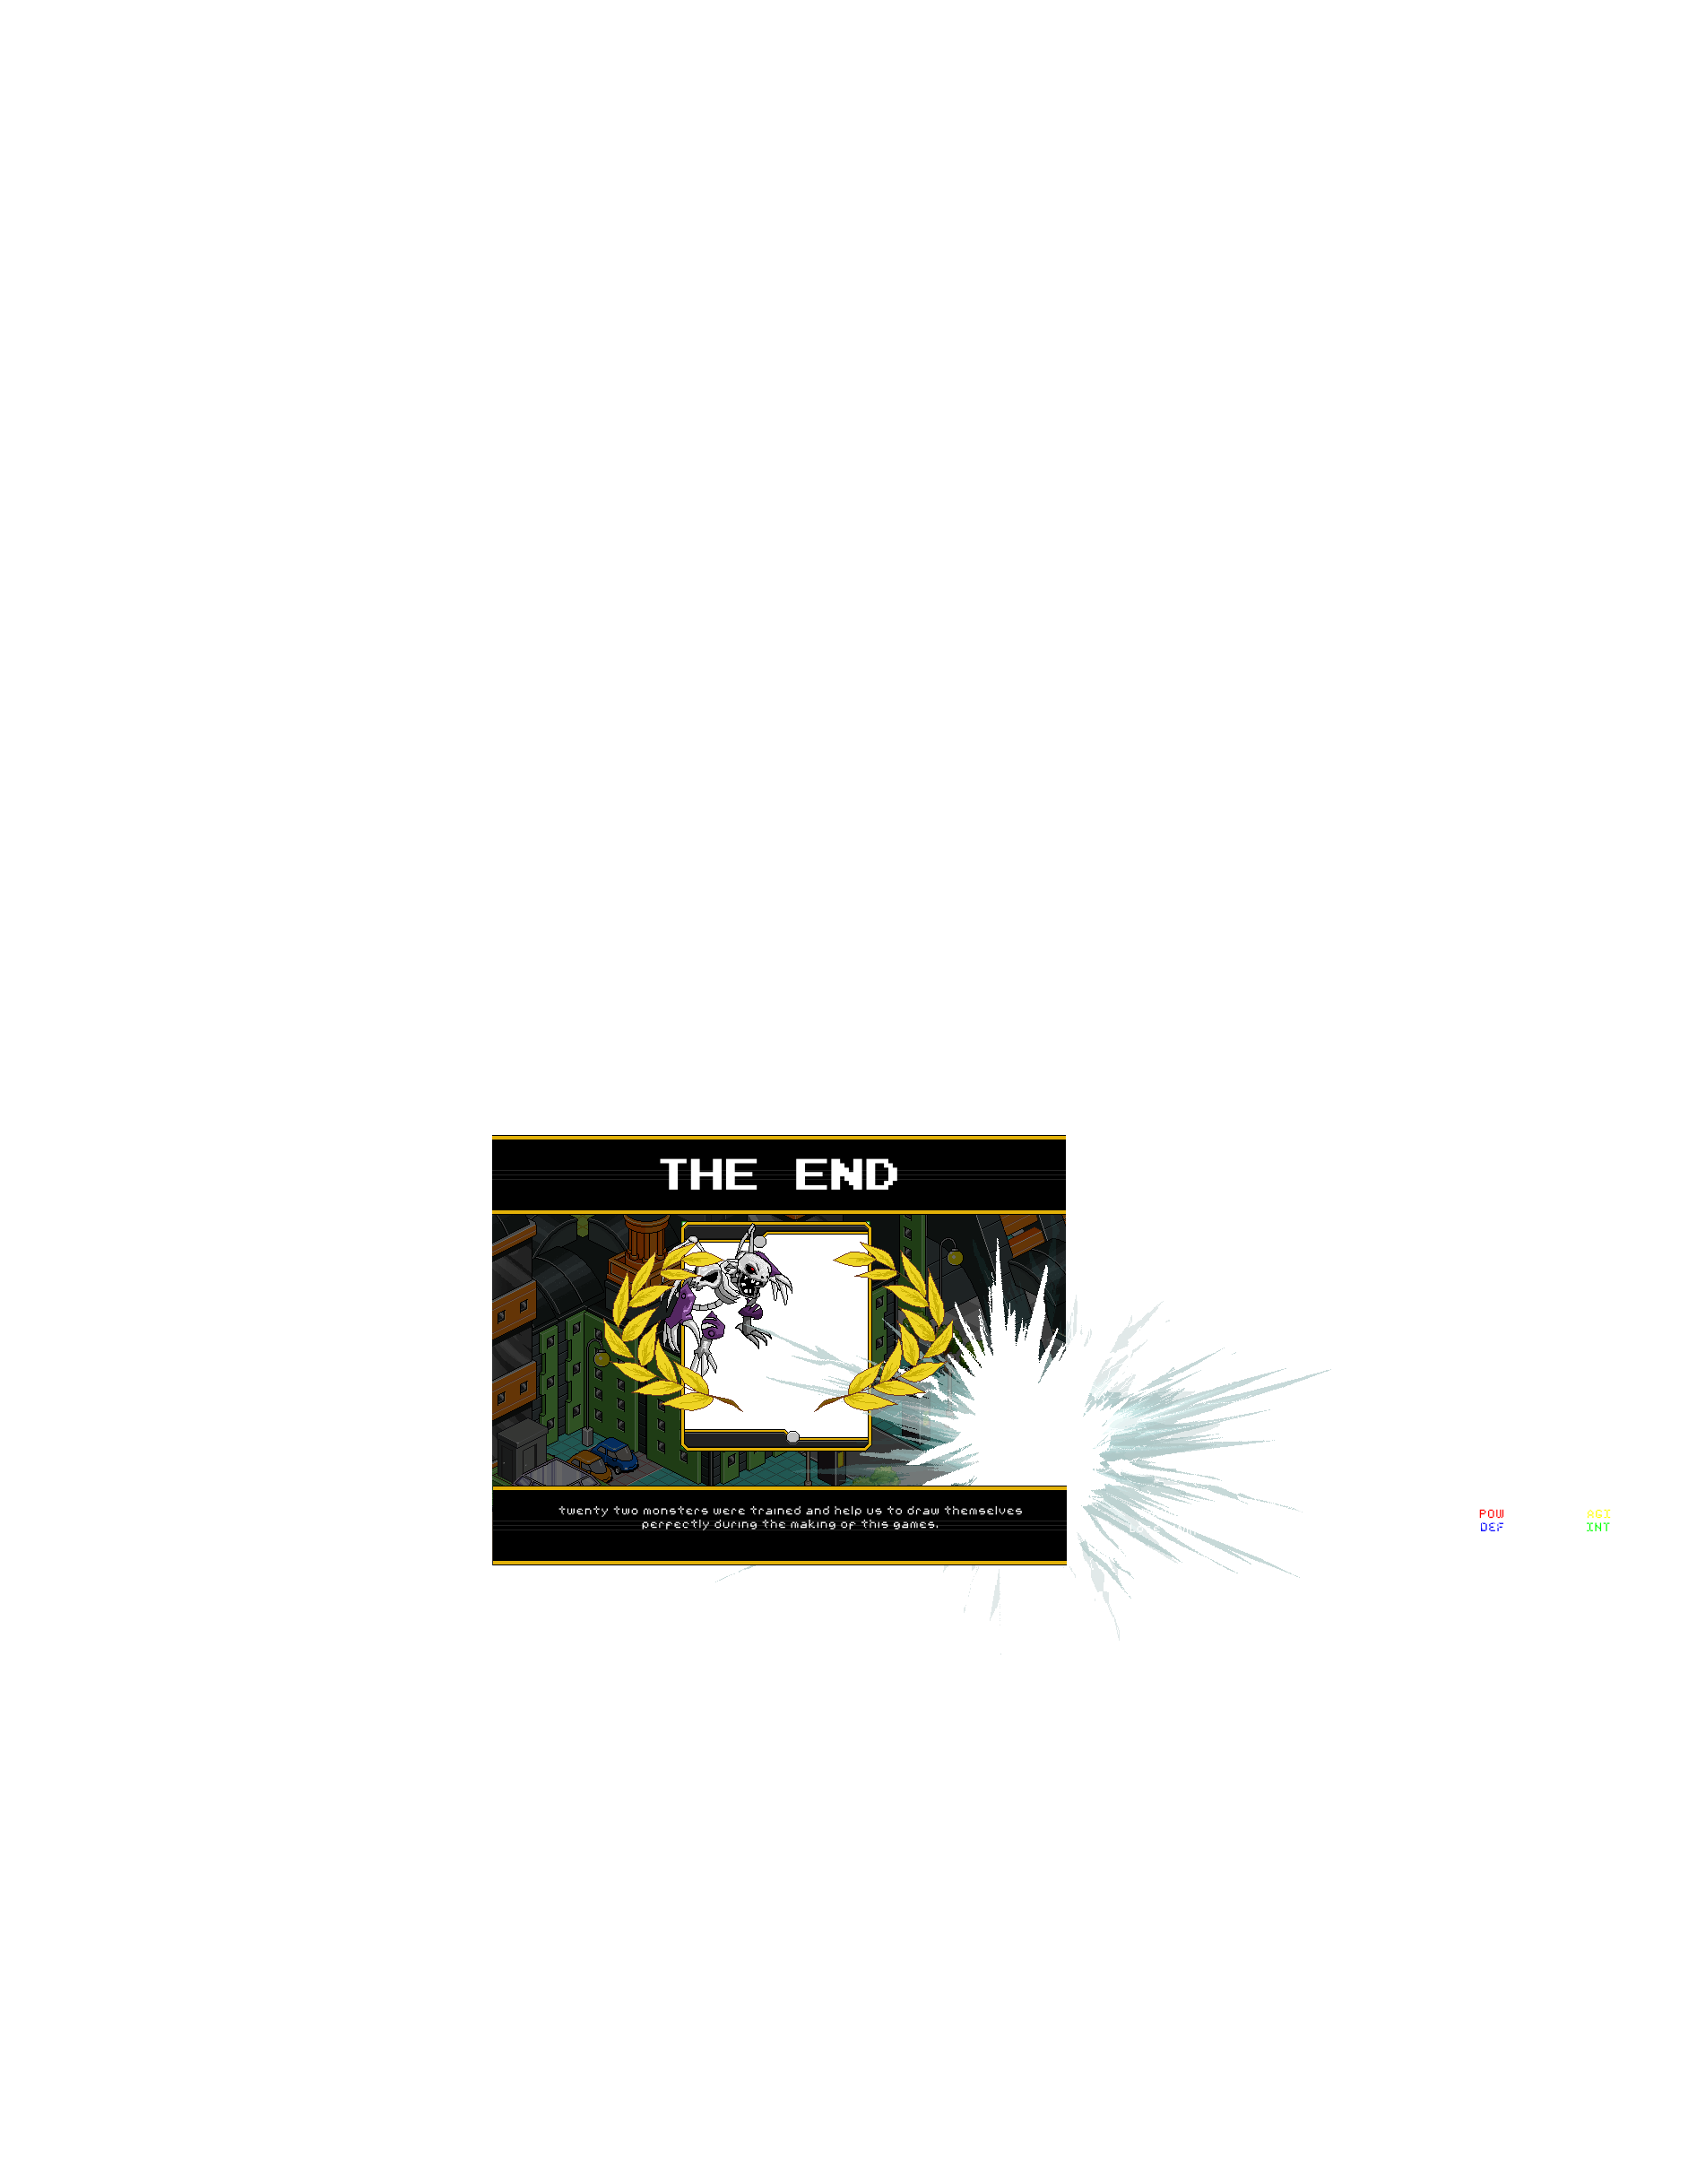 THE END
twenty two monsters were trained and help us to draw themselves
perfectly during the making of this games.
POW AGI
DEF INT